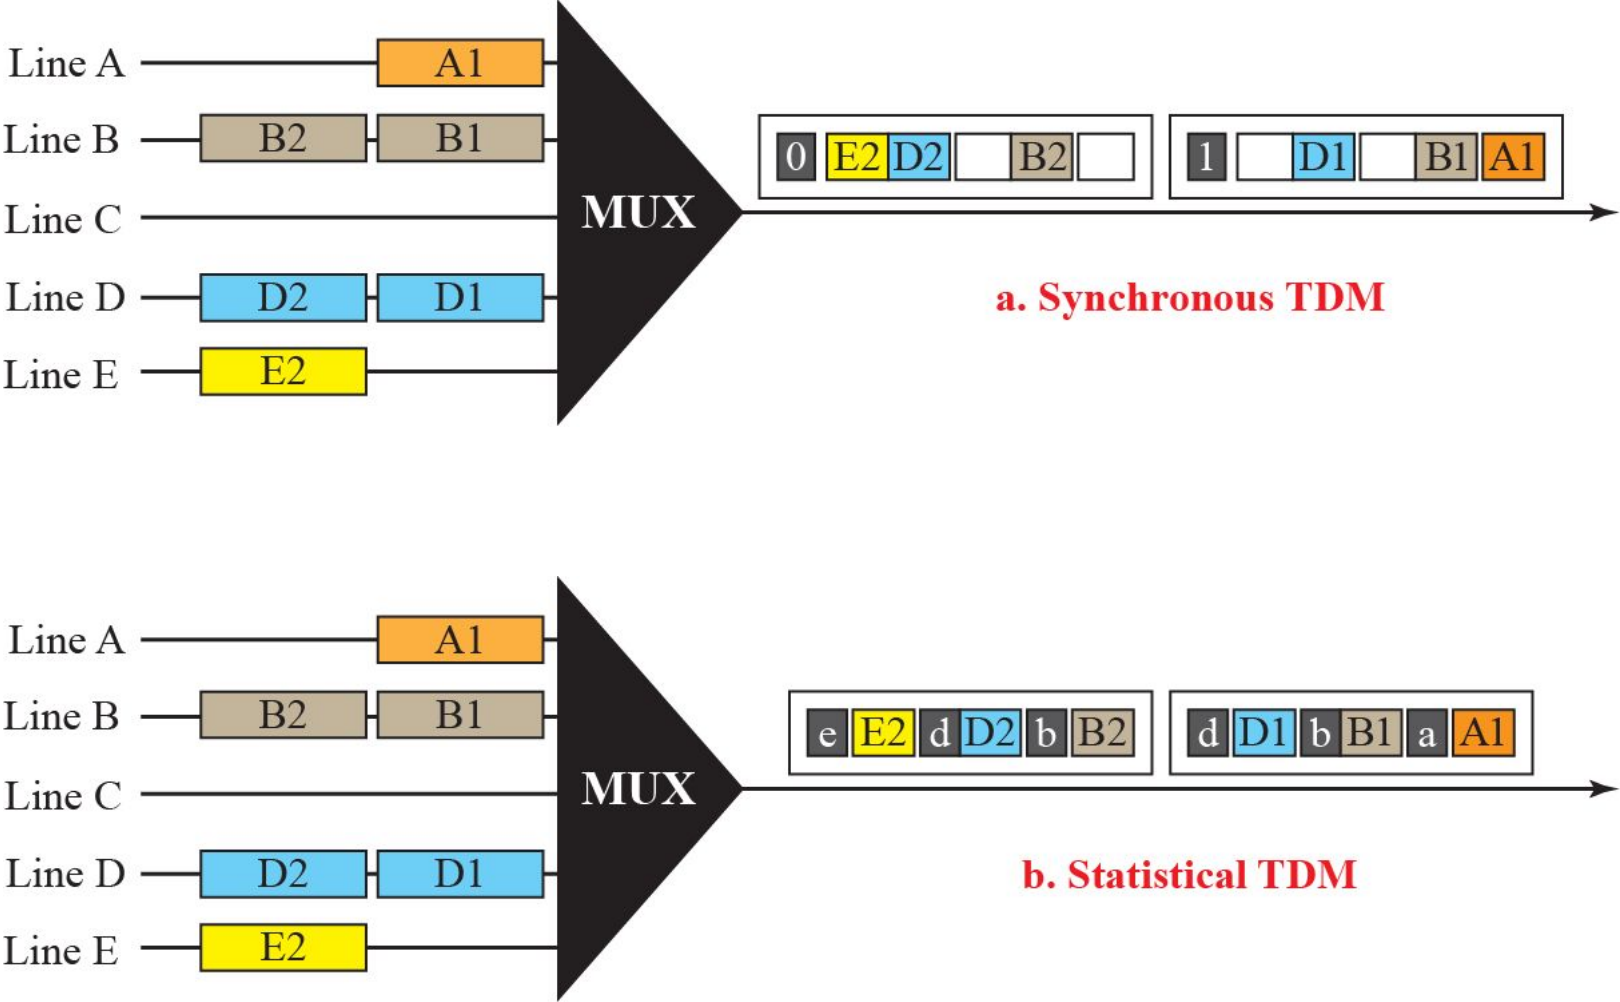 Line A A1
Line B B2 B1
0 E2 D2 B2 1 D1 B1 A1
Line C MUX
Line D D2 D1
a. Synchronous TDM
Line E E2
Line A A1
Line B B2 B1
e E2 d D2 b B2 d D1 b B1 a A1
Line C MUX
Line D D2 D1
b. Statistical TDM
Line E E2